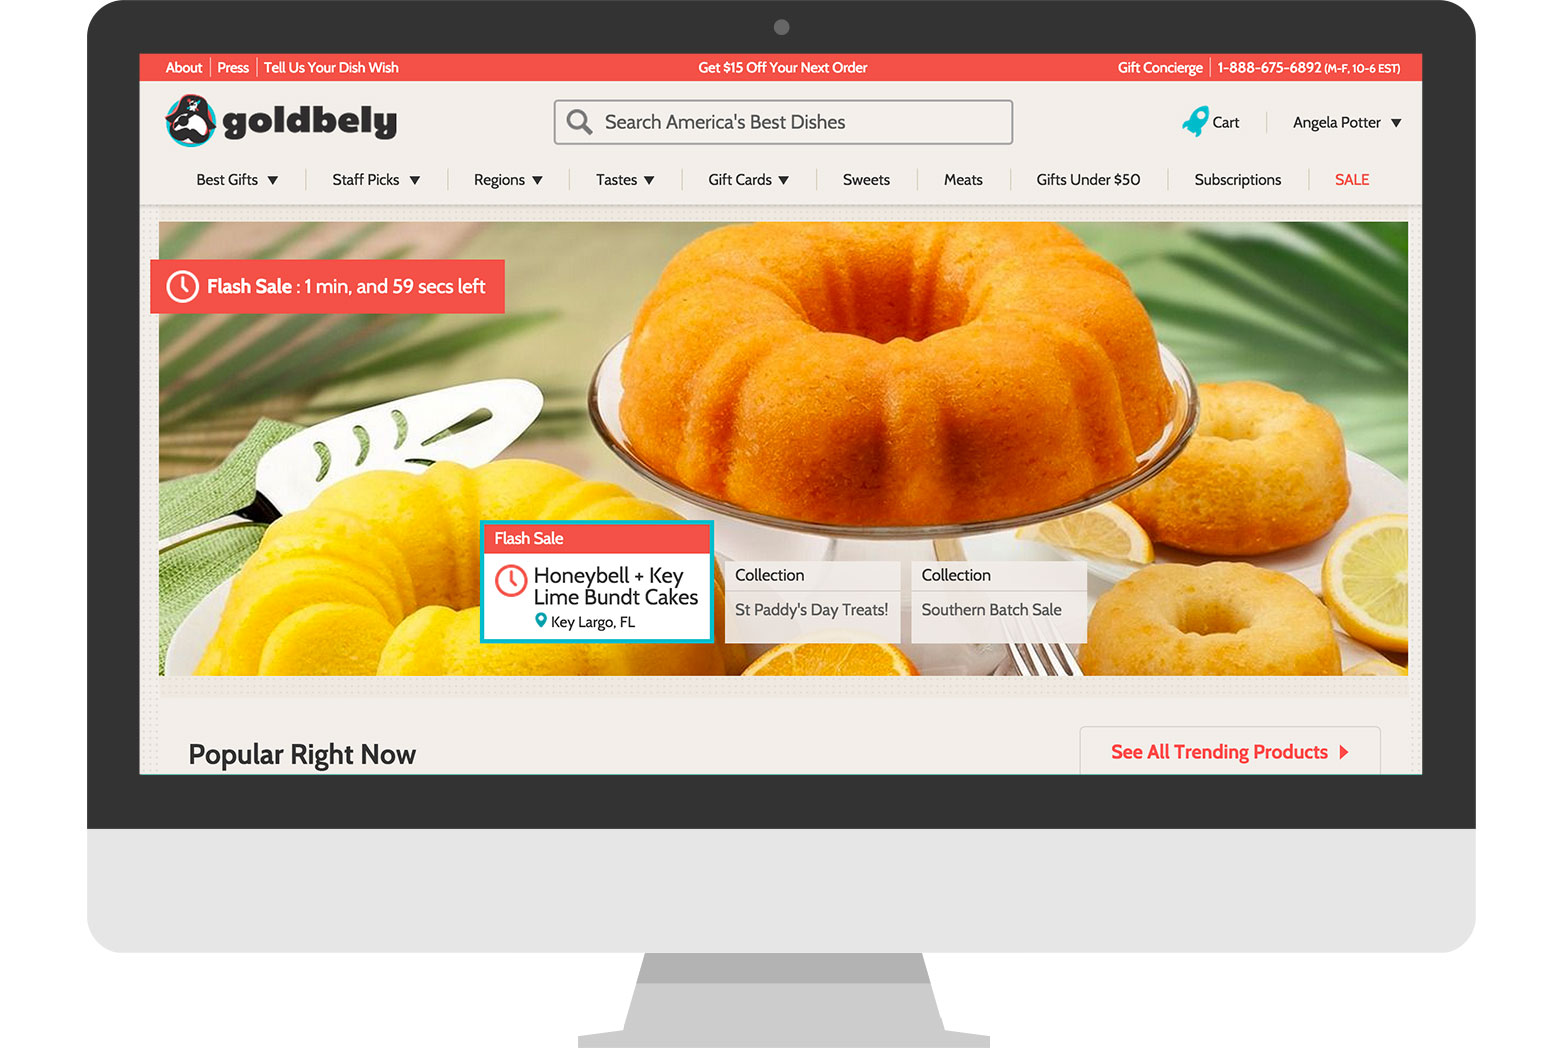 About
Press
Tell Us Your Dish Wish
Get $15 Off Your Next Order
Gift Concierge
1-888-675-6892 (M-F, 10-6 EST)
goldbely
Search America's Best Dishes
Cart
Angela Potter
Best Gifts
Staff Picks
Regions
Tastes
Gift Cards
Sweets
Meats
Gifts Under $50
Subscriptions
SALE
Flash Sale : 1 min, and 59 secs left
Flash Sale
Honeybell + Key
Lime Bundt Cakes
Key Largo, FL
Collection
St Paddy's Day Treats!
Collection
Southern Batch Sale
Popular Right Now
See All Trending Products